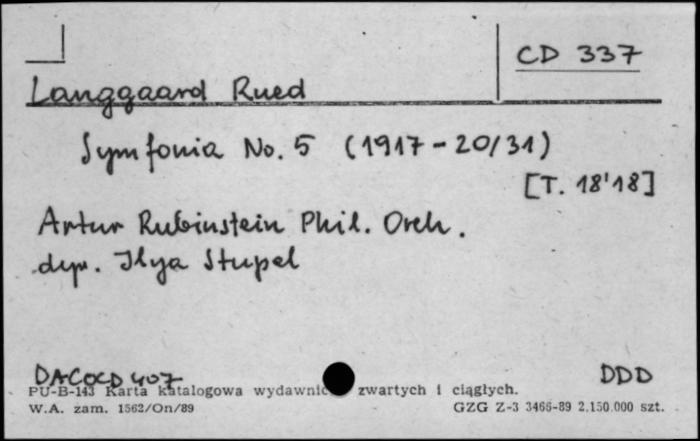 CD 337
Langgaard Rued
Symfonia No. 5 (1917-20/31)
[T. 18'18]
Artur Rubinstein Phil. Orch.
dyr. Ilya Stupel
DACOCD 407
DDD
PU-B-143 Karta katalogowa wydawnic zwartych i ciągłych.
W.A. zam. 1562/On/89
GZG Z-3 3466-89 2.150.000 szt.